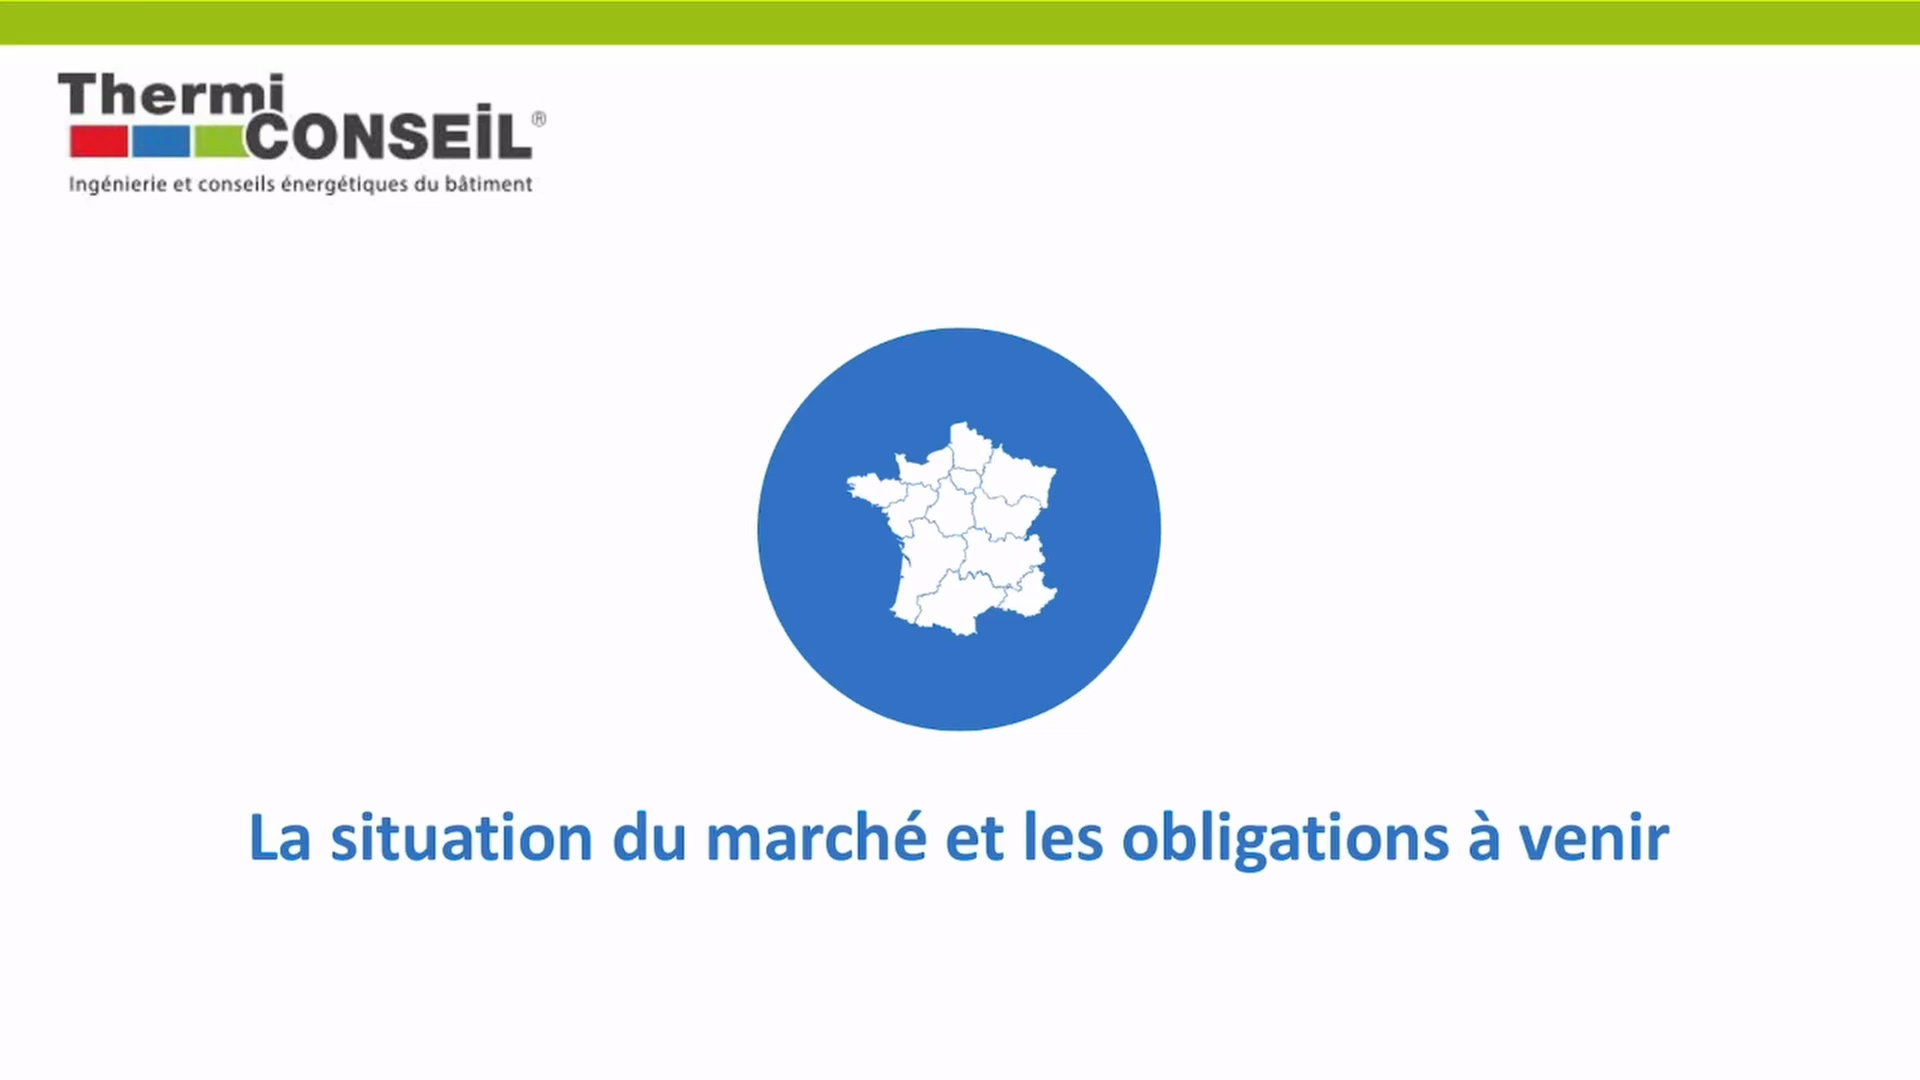 Thermi
CONSEIL®
Ingénierie et conseils énergétiques du bâtiment
La situation du marché et les obligations à venir